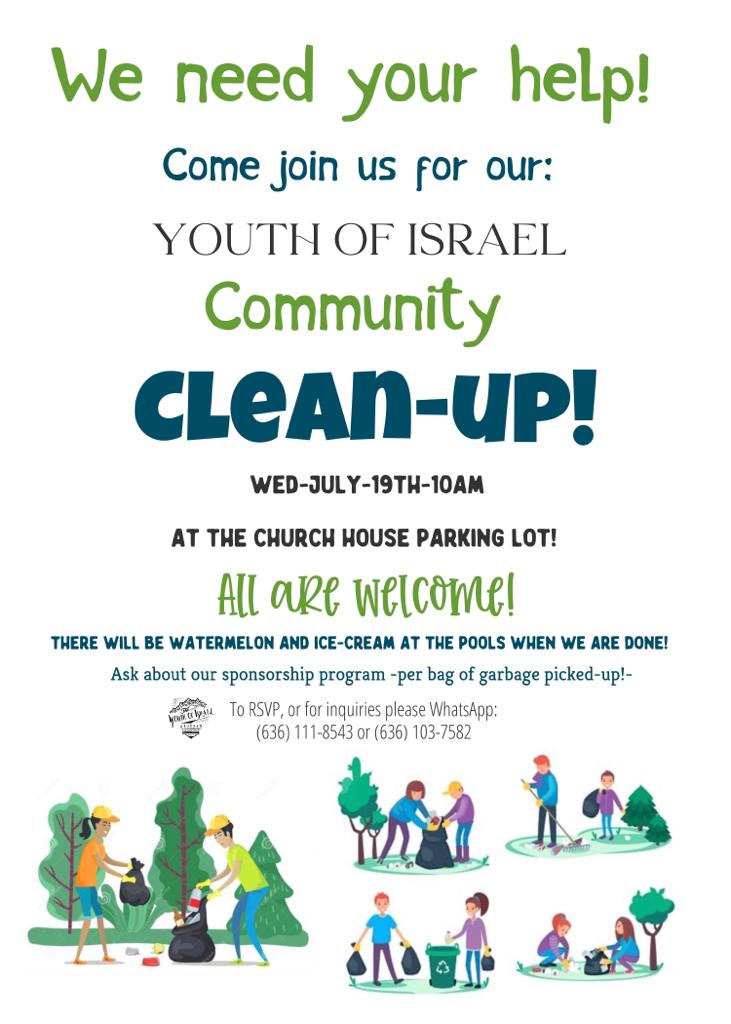 We need your help!
Come join us for our:
YOUTH OF ISRAEL
Community
CLEAN-UP!
WED-JULY-19TH-10AM
AT THE CHURCH HOUSE PARKING LOT!
ALL ARE WELCOME!
THERE WILL BE WATERMELON AND ICE-CREAM AT THE POOLS WHEN WE ARE DONE!
Ask about our sponsorship program -per bag of garbage picked-up!-
Youth of Israel
To RSVP, or for inquiries please WhatsApp:
(636) 111-8543 or (636) 103-7582